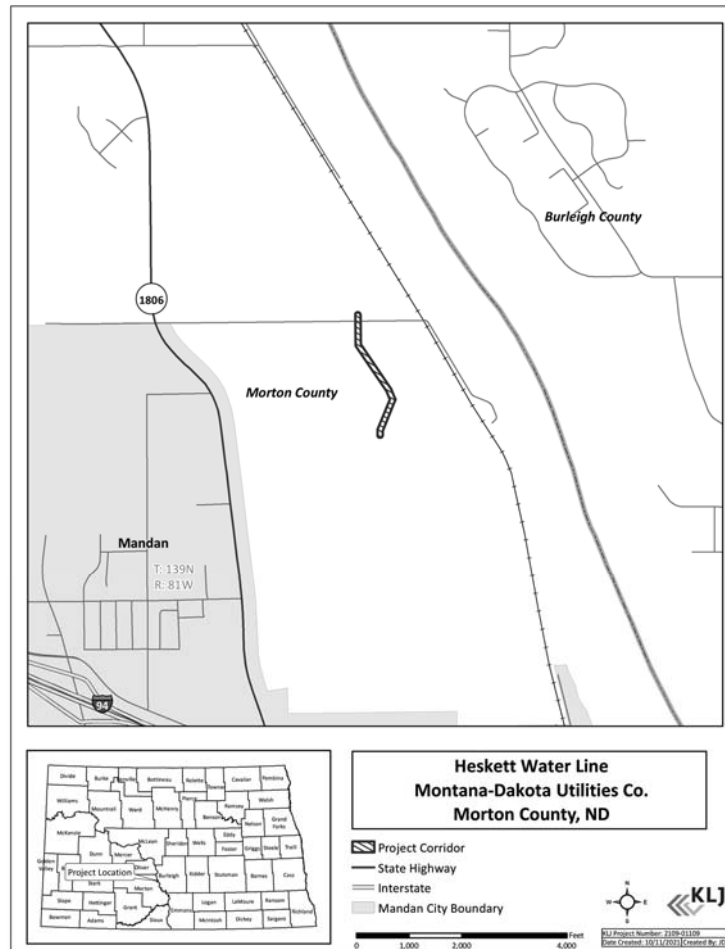 Burleigh County
1806
Morton County
Mandan
T: 139N
R: 81W
94
Heskett Water Line
Montana-Dakota Utilities Co.
Morton County, ND
Project Corridor
State Highway
Interstate
Mandan City Boundary
N
W
E
S
KLJ
0
1,000
2,000
4,000
Feet
KLJ Project Number: 2109-01109
Date Created: 10/11/2021
Divide
Burke
Bottineau
Rolette
Towner
Cavalier
Pembina
Williams
Mountrail
Ward
McHenry
Pierce
Ramsey
Walsh
Nelson
Grand
Forks
McKenzie
McLean
Sheridan
Wells
Eddy
Foster
Griggs
Steele
Traill
Dunn
Mercer
Oliver
Golden
Valley
Project Location
Burleigh
Kidder
Stutsman
Barnes
Cass
Stark
Morton
Slope
Hettinger
Grant
Emmons
Logan
LaMoure
Ransom
Richland
Bowman
Adams
Sioux
McIntosh
Dickey
Sargent